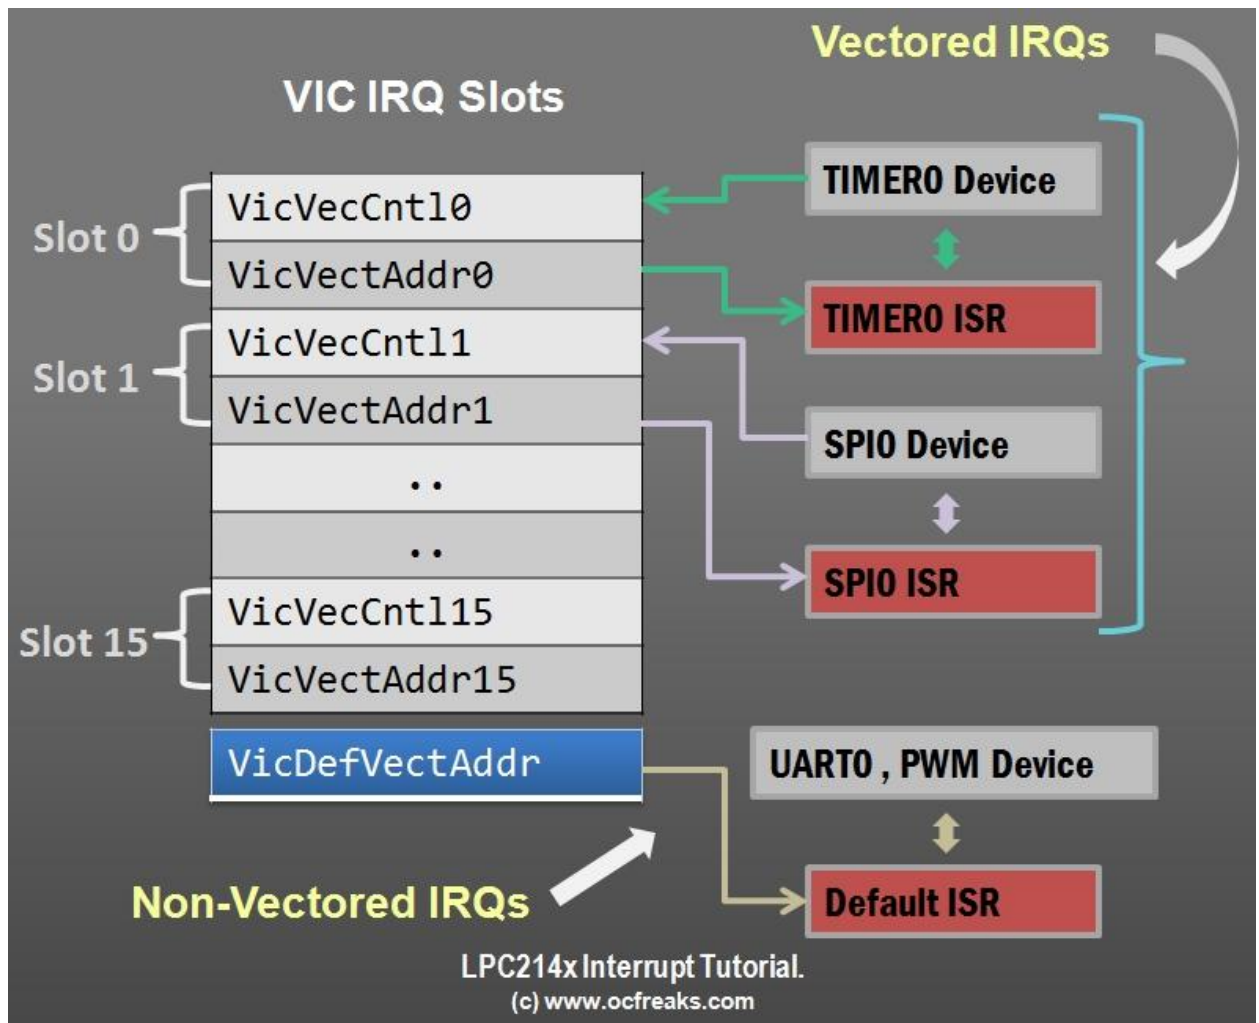 Vectored IRQs
VIC IRQ Slots
Slot 0
VicVecCntl0
VicVectAddr0
Slot 1
VicVecCntl1
VicVectAddr1
..
..
Slot 15
VicVecCntl15
VicVectAddr15
VicDefVectAddr
TIMER0 Device
TIMER0 ISR
SPI0 Device
SPI0 ISR
UART0 , PWM Device
Default ISR
Non-Vectored IRQs
LPC214x Interrupt Tutorial.
(c) www.ocfreaks.com